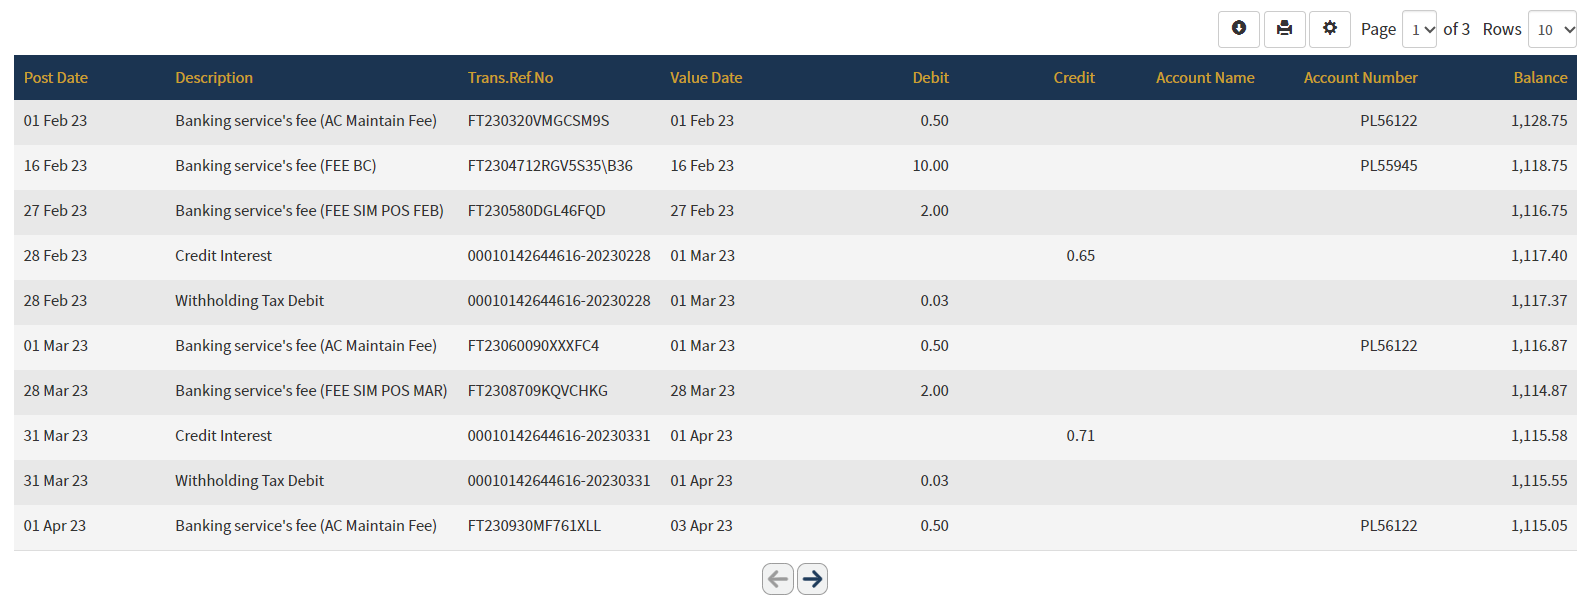 Page 1 of 3 Rows 10
Post Date Description Trans.Ref.No Value Date Debit Credit Account Name Account Number Balance
01 Feb 23 Banking service's fee (AC Maintain Fee) FT230320VMGCSM9S 01 Feb 23 0.50 PL56122 1,128.75
16 Feb 23 Banking service's fee (FEE BC) FT2304712RGV5S35\B36 16 Feb 23 10.00 PL55945 1,118.75
27 Feb 23 Banking service's fee (FEE SIM POS FEB) FT230580DGL46FQD 27 Feb 23 2.00 1,116.75
28 Feb 23 Credit Interest 00010142644616-20230228 01 Mar 23 0.65 1,117.40
28 Feb 23 Withholding Tax Debit 00010142644616-20230228 01 Mar 23 0.03 1,117.37
01 Mar 23 Banking service's fee (AC Maintain Fee) FT23060090XXXFC4 01 Mar 23 0.50 PL56122 1,116.87
28 Mar 23 Banking service's fee (FEE SIM POS MAR) FT2308709KQVCHKG 28 Mar 23 2.00 1,114.87
31 Mar 23 Credit Interest 00010142644616-20230331 01 Apr 23 0.71 1,115.58
31 Mar 23 Withholding Tax Debit 00010142644616-20230331 01 Apr 23 0.03 1,115.55
01 Apr 23 Banking service's fee (AC Maintain Fee) FT230930MF761XLL 03 Apr 23 0.50 PL56122 1,115.05